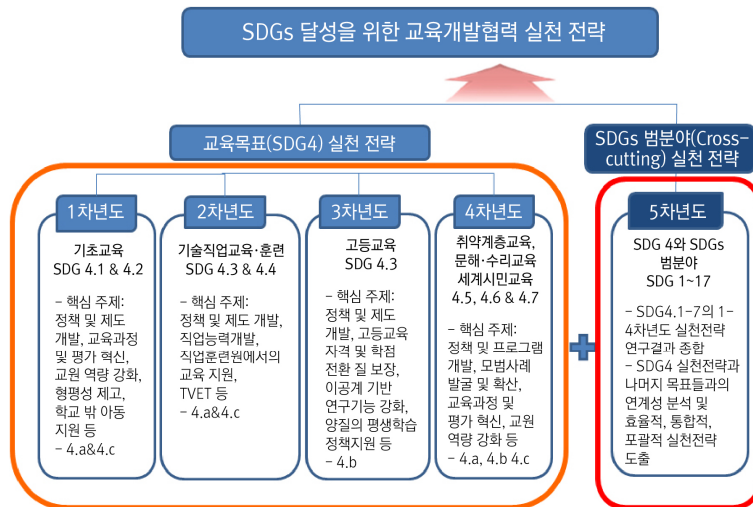 SDGs 달성을 위한 교육개발협력 실천 전략
교육목표(SDG4) 실천 전략
SDGs 범분야(Cross-
cutting) 실천 전략
1차년도
기초교육
SDG 4.1 & 4.2
– 핵심 주제:
정책 및 제도
개발, 교육과정
및 평가 혁신,
교원 역량 강화,
형평성 제고,
학교 밖 아동
지원 등
– 4.a&4.c
2차년도
기술직업교육·훈련
SDG 4.3 & 4.4
– 핵심 주제:
정책 및 제도 개발,
직업능력개발,
직업훈련원에서의
교육 지원,
TVET 등
– 4.a&4.c
3차년도
고등교육
SDG 4.3
– 핵심 주제:
정책 및 제도
개발, 고등교육
자격 및 학점
전환 질 보장,
이공계 기반
연구기능 강화,
양질의 평생학습
정책지원 등
– 4.b
4차년도
취약계층교육,
문해·수리교육
세계시민교육
4.5, 4.6 & 4.7
– 핵심 주제:
정책 및 프로그램
개발, 모범사례
발굴 및 확산,
교육과정 및
평가 혁신, 교원
역량 강화 등
– 4.a, 4.b 4.c
5차년도
SDG 4와 SDGs
범분야
SDG 1~17
– SDG4.1-7의 1-
4차년도 실천전략
연구결과 종합
– SDG4 실천전략과
나머지 목표들과의
연계성 분석 및
효율적, 통합적,
포괄적 실천전략
도출